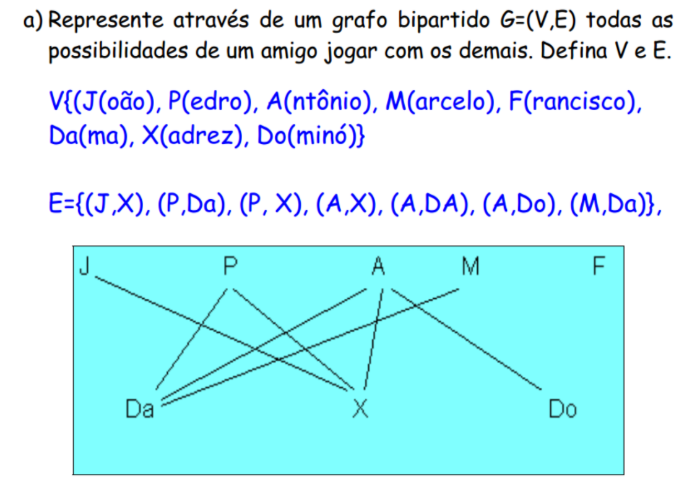 a) Represente através de um grafo bipartido G=(V,E) todas as
possibilidades de um amigo jogar com os demais. Defina V e E.
V{(J(oão), P(edro), A(ntônio), M(arcelo), F(rancisco),
Da(ma), X(adrez), Do(minó)}
E={(J,X), (P,Da), (P, X), (A,X), (A,DA), (A,Do), (M,Da)},
J P A M F
Da X Do